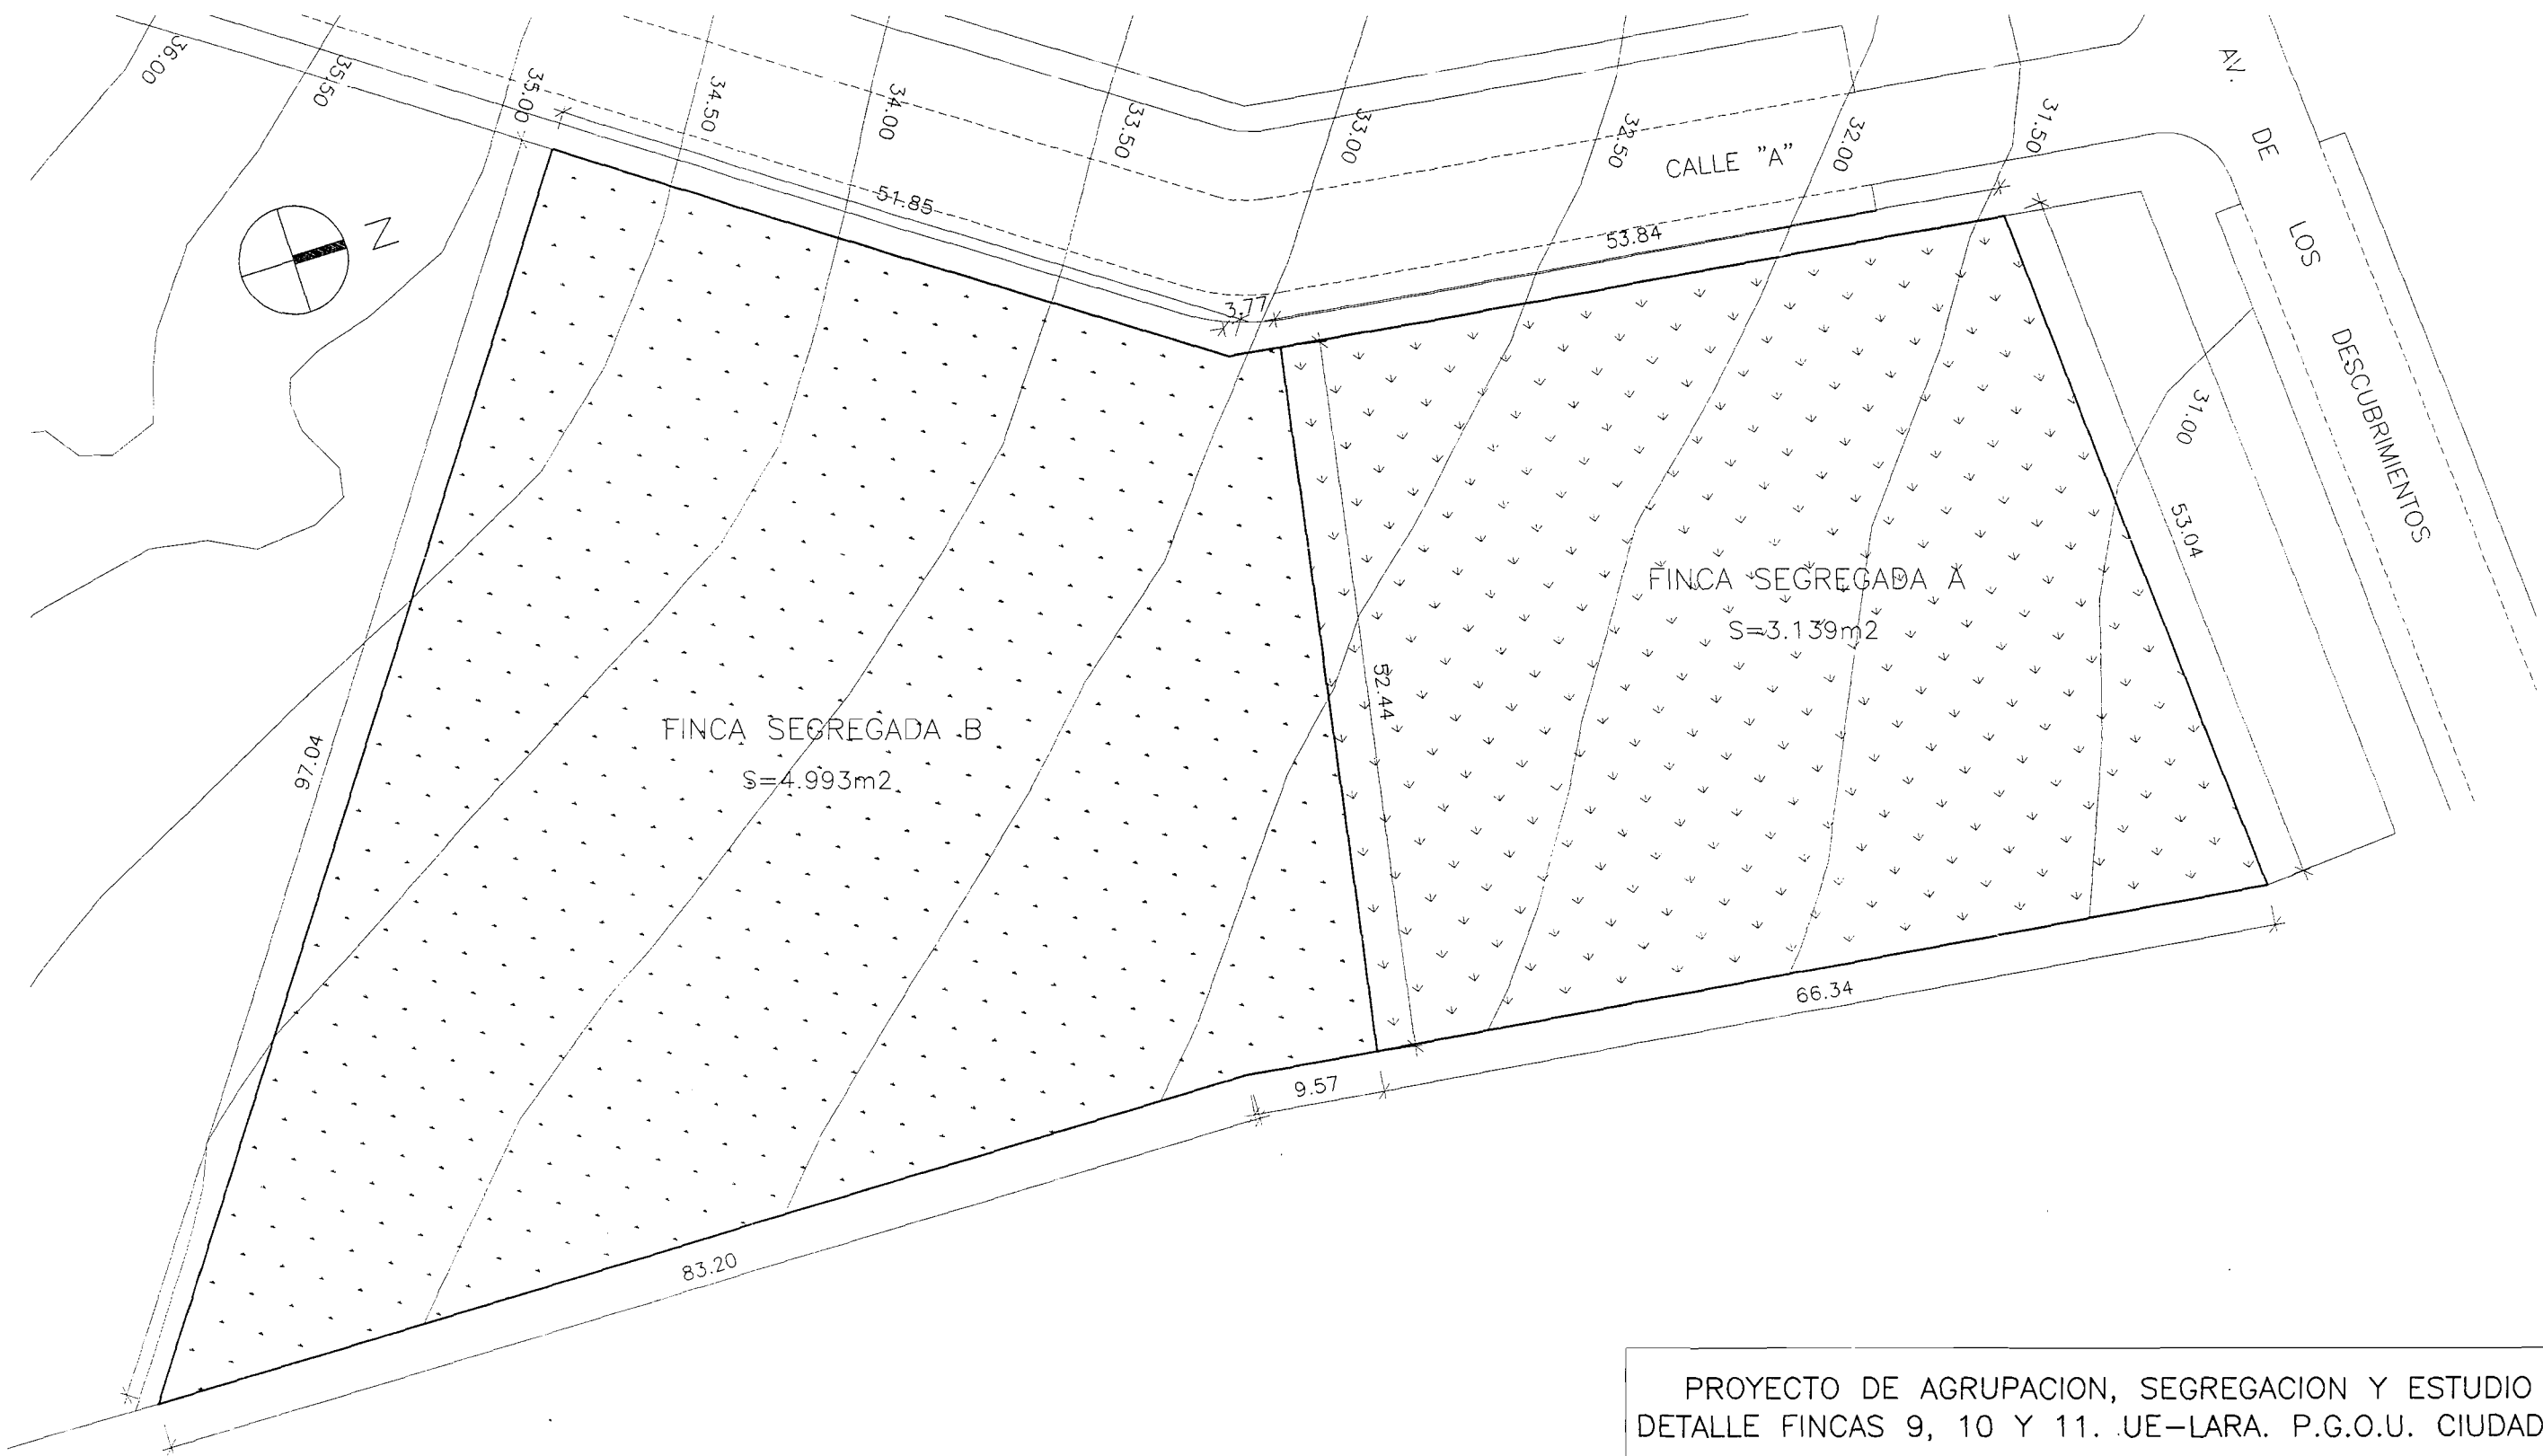 36.00
35.50
35.00
34.50
34.00
33.50
33.00
32.50
32.00
31.50
AV. DE LOS DESCUBRIMIENTOS
CALLE "A"
N
51.85
3.77
53.84
31.00
53.04
FINCA SEGREGADA A
S=3.139m2
52.44
FINCA SEGREGADA B
S=4.993m2
97.04
66.34
9.57
83.20
PROYECTO DE AGRUPACION, SEGREGACION Y ESTUDIO
DETALLE FINCAS 9, 10 Y 11. UE-LARA. P.G.O.U. CIUDAD